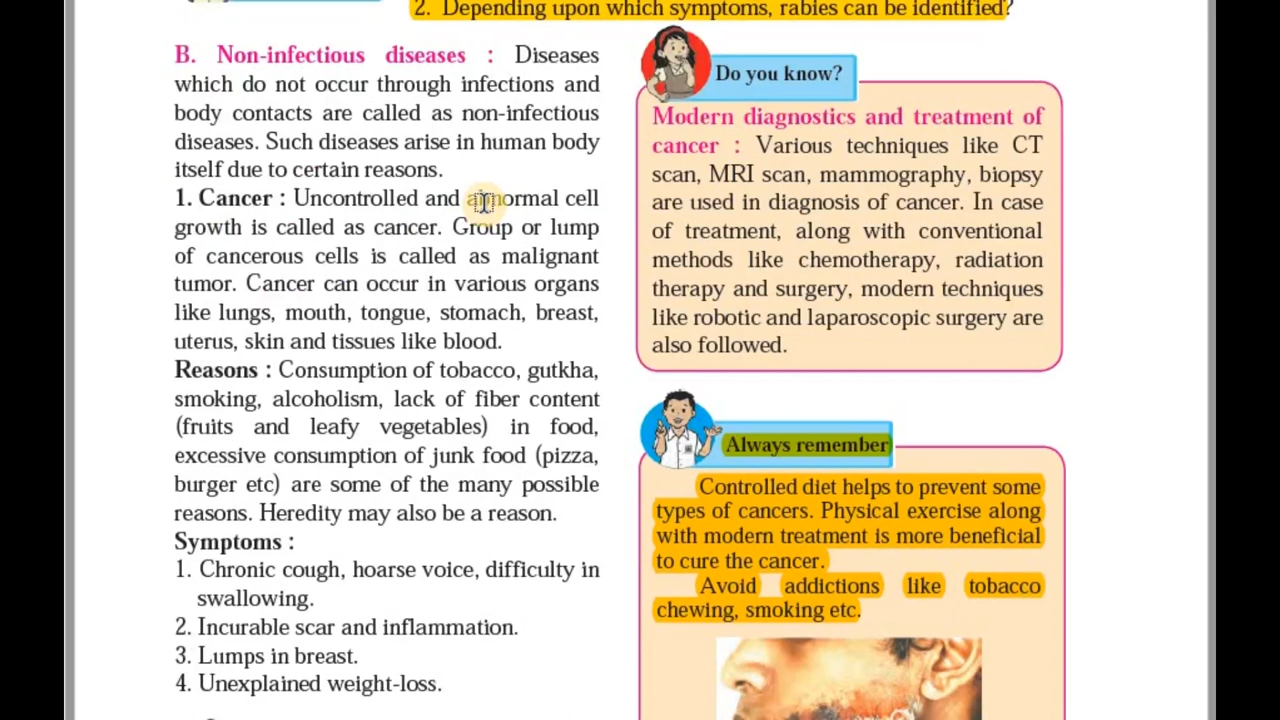 2. Depending upon which symptoms, rabies can be identified?
B. Non-infectious diseases : Diseases
which do not occur through infections and
body contacts are called as non-infectious
diseases. Such diseases arise in human body
itself due to certain reasons.
1. Cancer : Uncontrolled and abnormal cell
growth is called as cancer. Group or lump
of cancerous cells is called as malignant
tumor. Cancer can occur in various organs
like lungs, mouth, tongue, stomach, breast,
uterus, skin and tissues like blood.
Reasons : Consumption of tobacco, gutkha,
smoking, alcoholism, lack of fiber content
(fruits and leafy vegetables) in food,
excessive consumption of junk food (pizza,
burger etc) are some of the many possible
reasons. Heredity may also be a reason.
Symptoms :
1. Chronic cough, hoarse voice, difficulty in
swallowing.
2. Incurable scar and inflammation.
3. Lumps in breast.
4. Unexplained weight-loss.
Do you know?
Modern diagnostics and treatment of
cancer : Various techniques like CT
scan, MRI scan, mammography, biopsy
are used in diagnosis of cancer. In case
of treatment, along with conventional
methods like chemotherapy, radiation
therapy and surgery, modern techniques
like robotic and laparoscopic surgery are
also followed.
Always remember
Controlled diet helps to prevent some
types of cancers. Physical exercise along
with modern treatment is more beneficial
to cure the cancer.
Avoid addictions like tobacco
chewing, smoking etc.